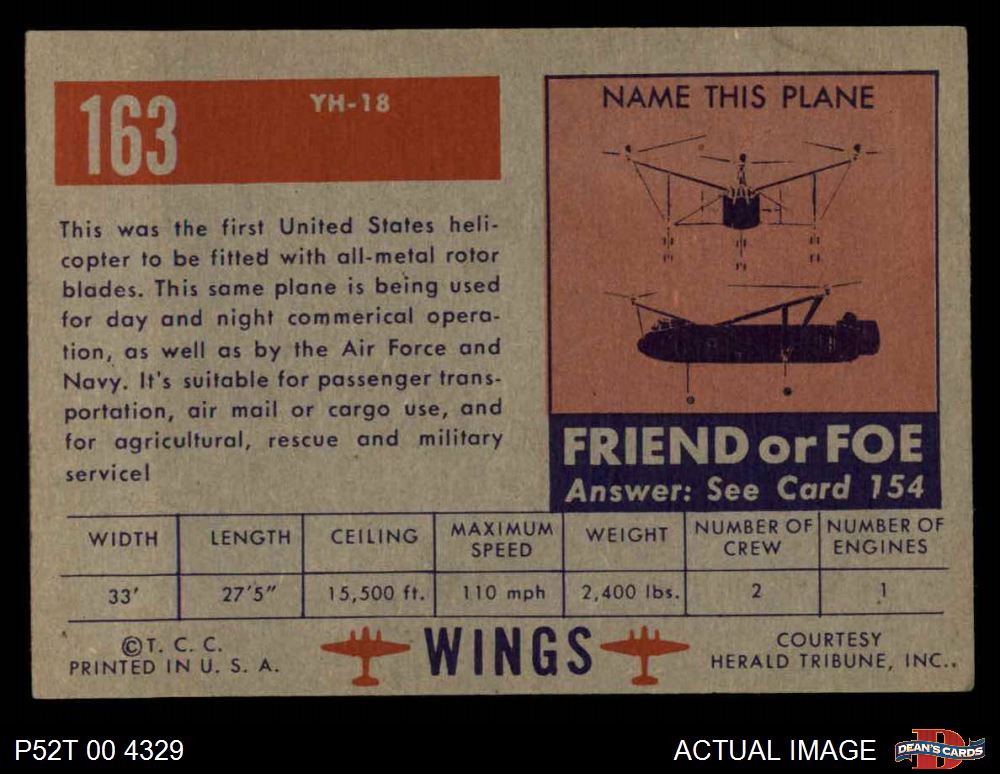 163
YH-18
This was the first United States heli-
copter to be fitted with all-metal rotor
blades. This same plane is being used
for day and night commerical opera-
tion, as well as by the Air Force and
Navy. It's suitable for passenger trans-
portation, air mail or cargo use, and
for agricultural, rescue and military
service!
NAME THIS PLANE
FRIEND or FOE
Answer: See Card 154
WIDTH LENGTH CEILING MAXIMUM SPEED WEIGHT NUMBER OF CREW NUMBER OF ENGINES
33' 27'5" 15,500 ft. 110 mph 2,400 lbs. 2 1
©T. C. C.
PRINTED IN U. S. A.
WINGS
COURTESY
HERALD TRIBUNE, INC..
P52T 00 4329
ACTUAL IMAGE
D
DEAN'S CARDS